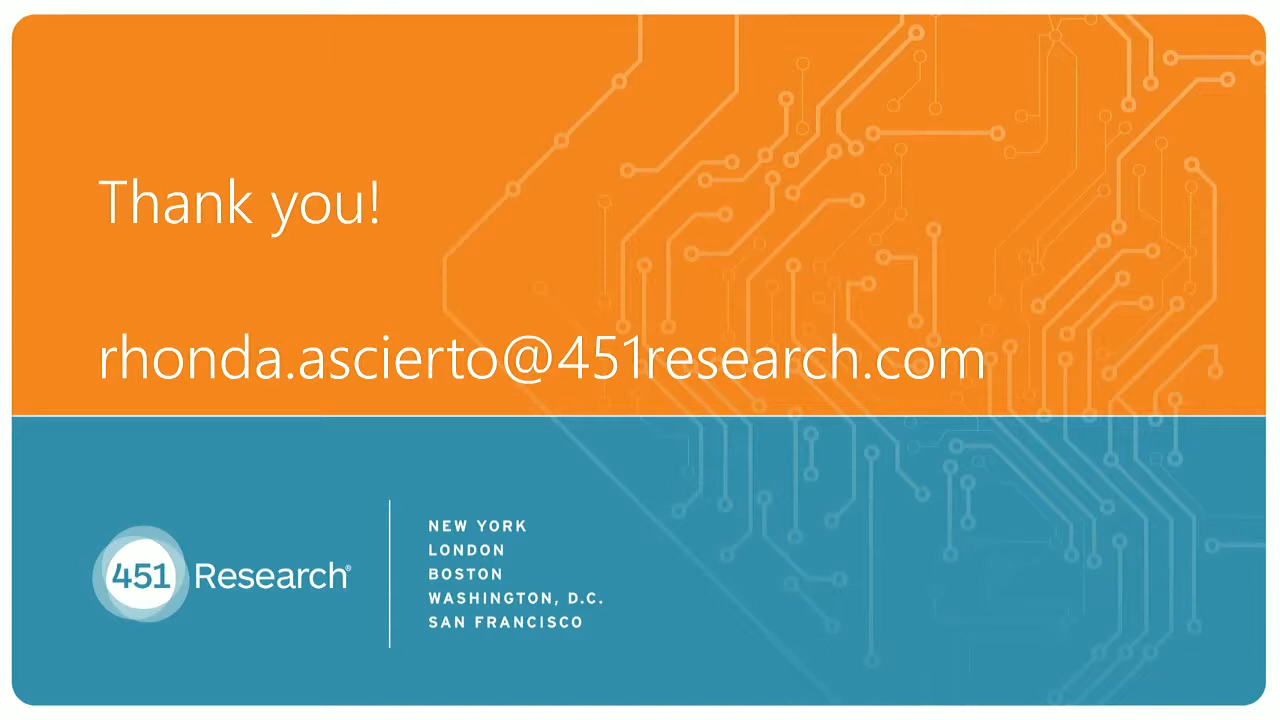 Thank you!
rhonda.ascierto@451research.com
451 Research®
NEW YORK
LONDON
BOSTON
WASHINGTON, D.C.
SAN FRANCISCO